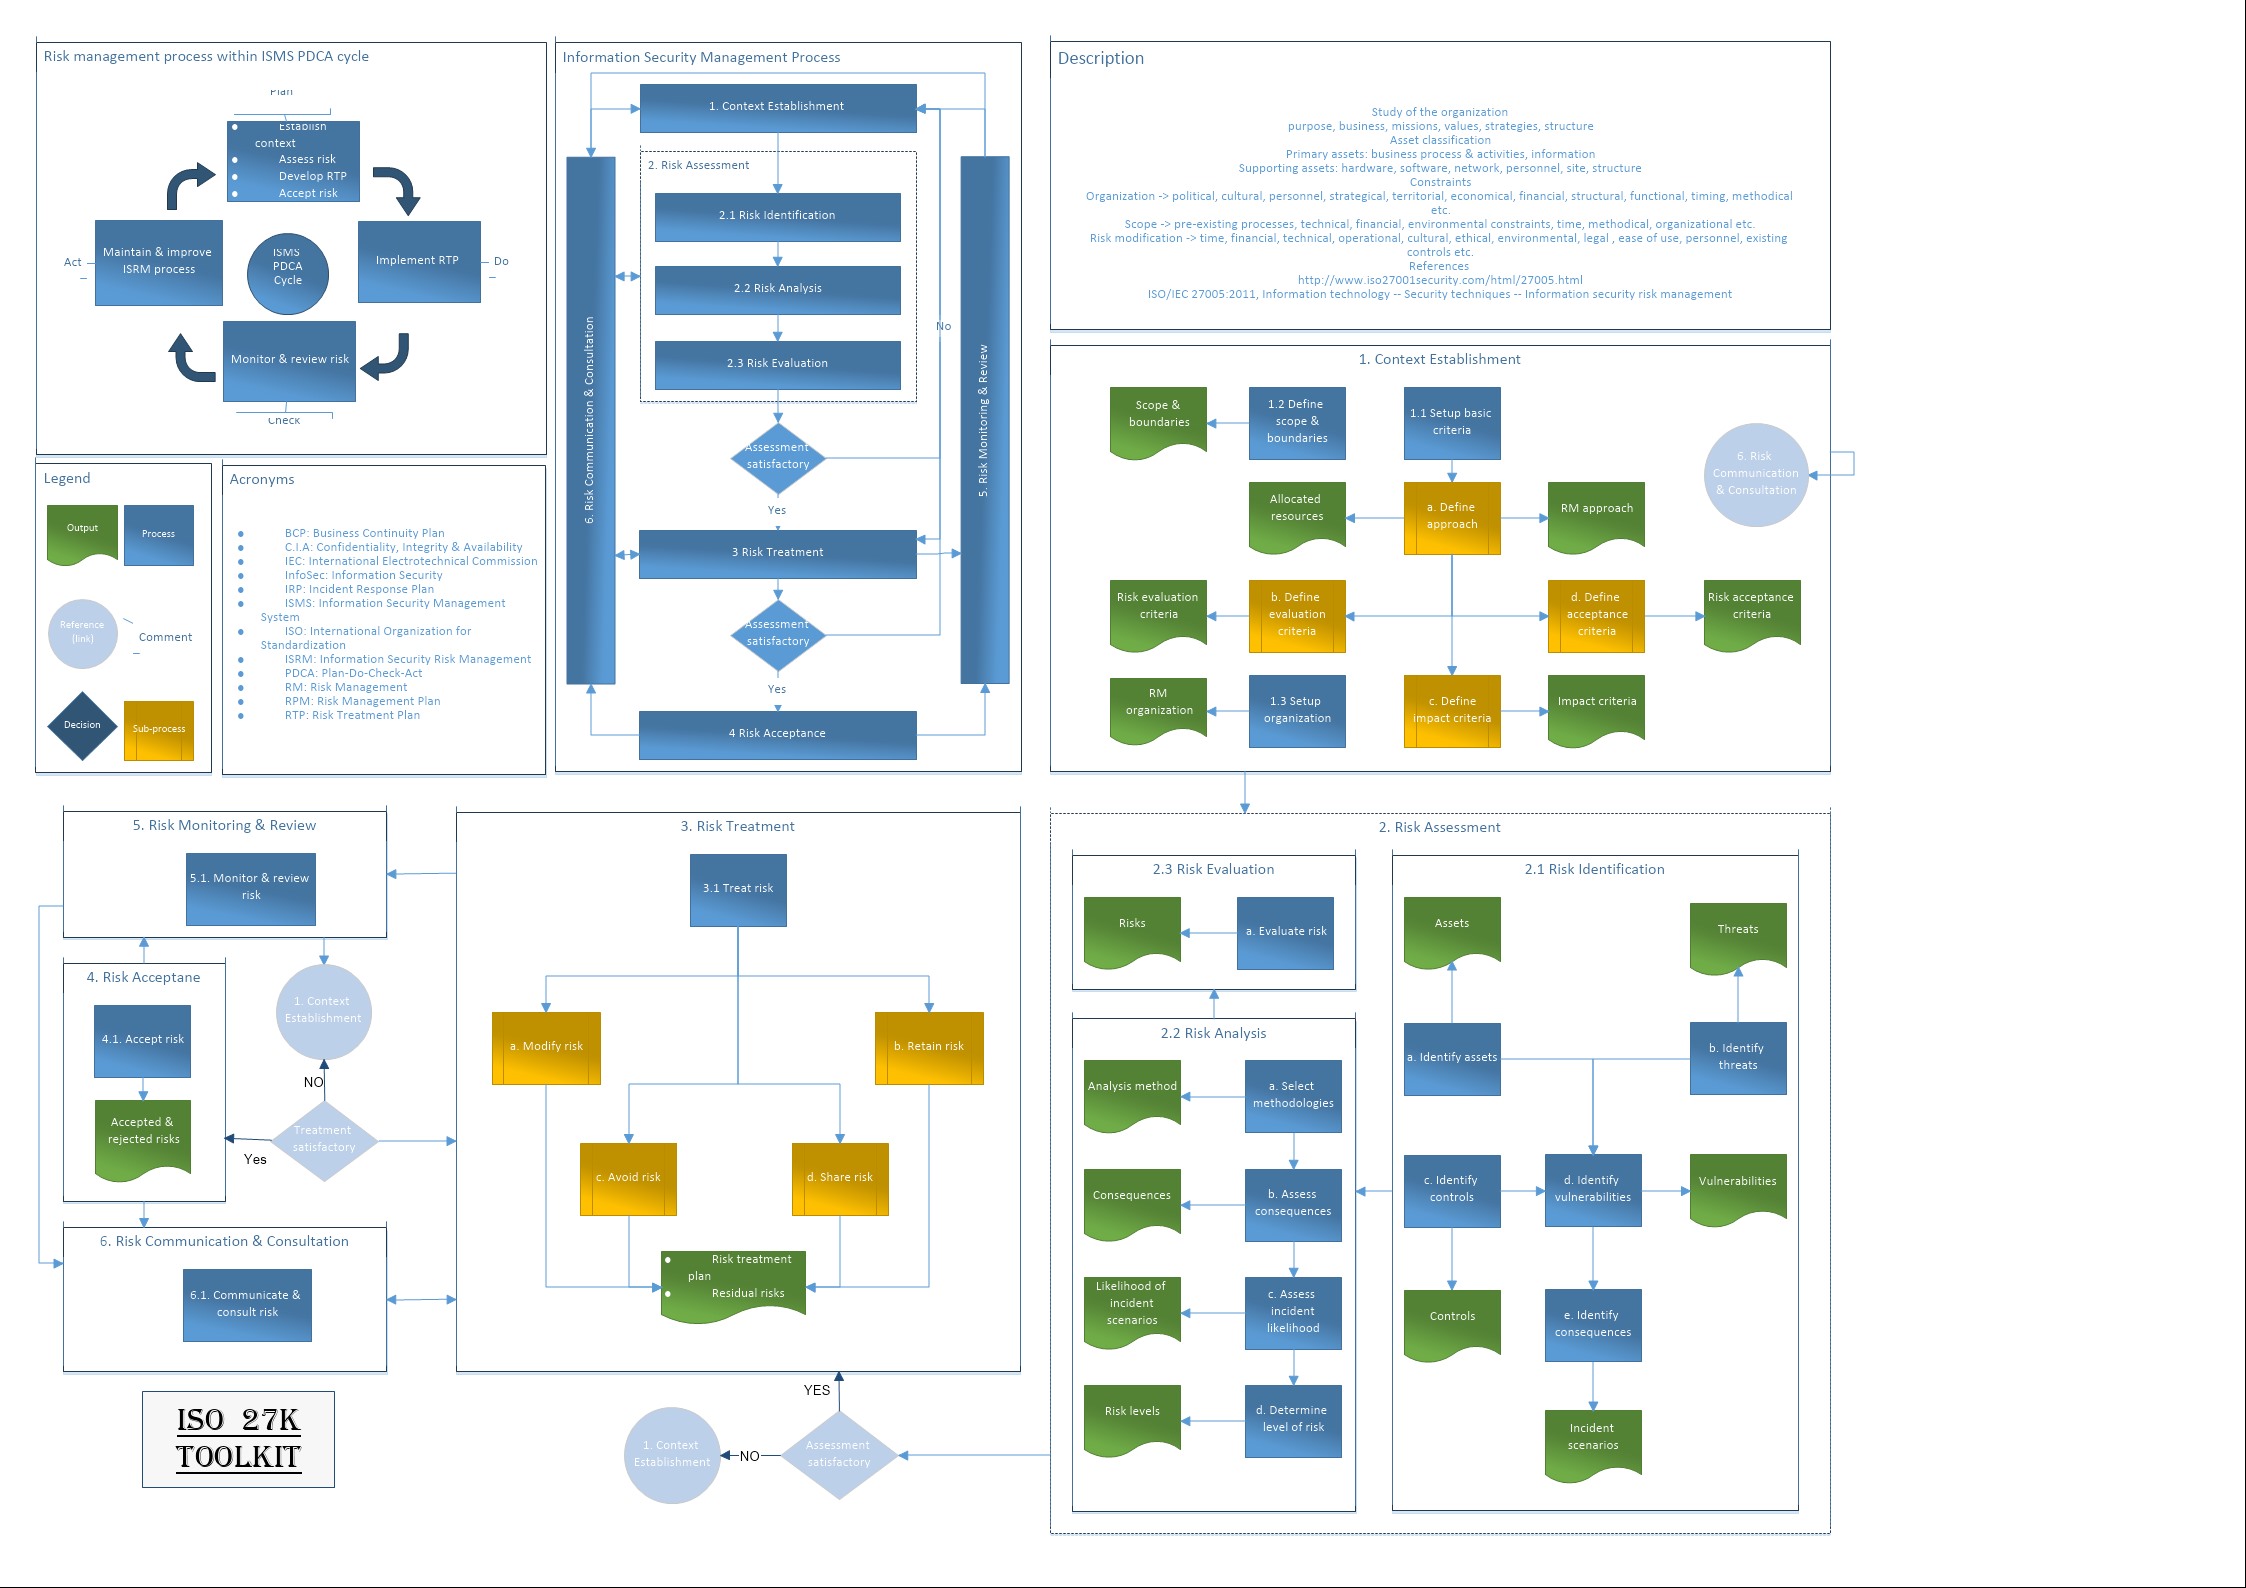 Risk management process within ISMS PDCA cycle
Plan
Establish
context
Assess risk
Develop RTP
Accept risk
Maintain & improve
ISRM process
Act
ISMS
PDCA
Cycle
Implement RTP
Do
Monitor & review risk
Check
Legend
Output
Process
Reference
(link)
Comment
Decision
Sub-process
Acronyms
BCP: Business Continuity Plan
C.I.A: Confidentiality, Integrity & Availability
IEC: International Electrotechnical Commission
InfoSec: Information Security
IRP: Incident Response Plan
ISMS: Information Security Management
System
ISO: International Organization for
Standardization
ISRM: Information Security Risk Management
PDCA: Plan-Do-Check-Act
RM: Risk Management
RPM: Risk Management Plan
RTP: Risk Treatment Plan
Information Security Management Process
1. Context Establishment
2. Risk Assessment
2.1 Risk Identification
2.2 Risk Analysis
2.3 Risk Evaluation
No
Assessment
satisfactory
Yes
3 Risk Treatment
Assessment
satisfactory
Yes
4 Risk Acceptance
6. Risk Communication & Consultation
5. Risk Monitoring & Review
Description
Study of the organization
purpose, business, missions, values, strategies, structure
Asset classification
Primary assets: business process & activities, information
Supporting assets: hardware, software, network, personnel, site, structure
Constraints
Organization -> political, cultural, personnel, strategical, territorial, economical, financial, structural, functional, timing, methodical
etc.
Scope -> pre-existing processes, technical, financial, environmental constraints, time, methodical, organizational etc.
Risk modification -> time, financial, technical, operational, cultural, ethical, environmental, legal , ease of use, personnel, existing
controls etc.
References
http://www.iso27001security.com/html/27005.html
ISO/IEC 27005:2011, Information technology -- Security techniques -- Information security risk management
1. Context Establishment
Scope &
boundaries
1.2 Define
scope &
boundaries
1.1 Setup basic
criteria
6. Risk
Communication
& Consultation
Allocated
resources
a. Define
approach
RM approach
Risk evaluation
criteria
b. Define
evaluation
criteria
d. Define
acceptance
criteria
Risk acceptance
criteria
RM
organization
1.3 Setup
organization
c. Define
impact criteria
Impact criteria
5. Risk Monitoring & Review
5.1. Monitor & review
risk
4. Risk Acceptane
4.1. Accept risk
Accepted &
rejected risks
1. Context
Establishment
NO
Treatment
satisfactory
Yes
6. Risk Communication & Consultation
6.1. Communicate &
consult risk
ISO 27K
TOOLKIT
3. Risk Treatment
3.1 Treat risk
a. Modify risk
b. Retain risk
c. Avoid risk
d. Share risk
Risk treatment
plan
Residual risks
YES
1. Context
Establishment
NO
Assessment
satisfactory
2. Risk Assessment
2.3 Risk Evaluation
Risks
a. Evaluate risk
2.2 Risk Analysis
Analysis method
a. Select
methodologies
Consequences
b. Assess
consequences
Likelihood of
incident
scenarios
c. Assess
incident
likelihood
Risk levels
d. Determine
level of risk
2.1 Risk Identification
Assets
Threats
a. Identify assets
b. Identify
threats
c. Identify
controls
d. Identify
vulnerabilities
Vulnerabilities
Controls
e. Identify
consequences
Incident
scenarios